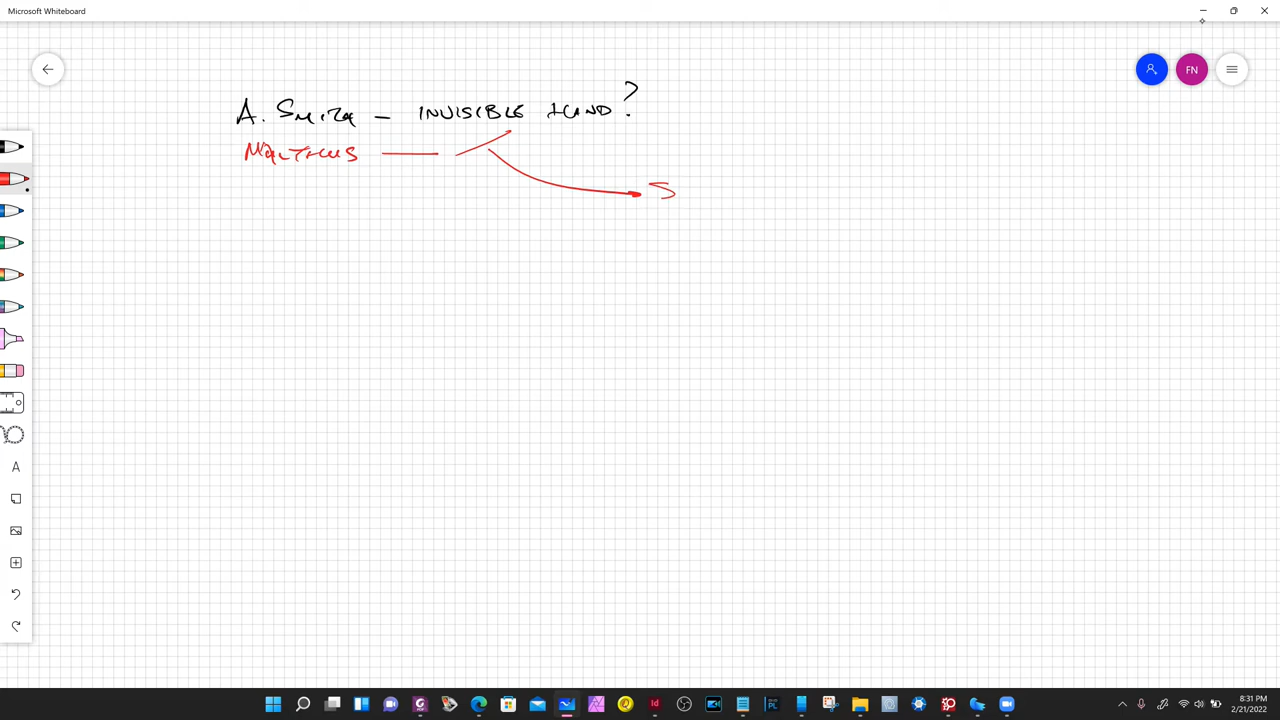 Microsoft Whiteboard
FN
A. Smith – INVISIBLE HAND?
MALTHUS —
S
A
8:31 PM
2/21/2022